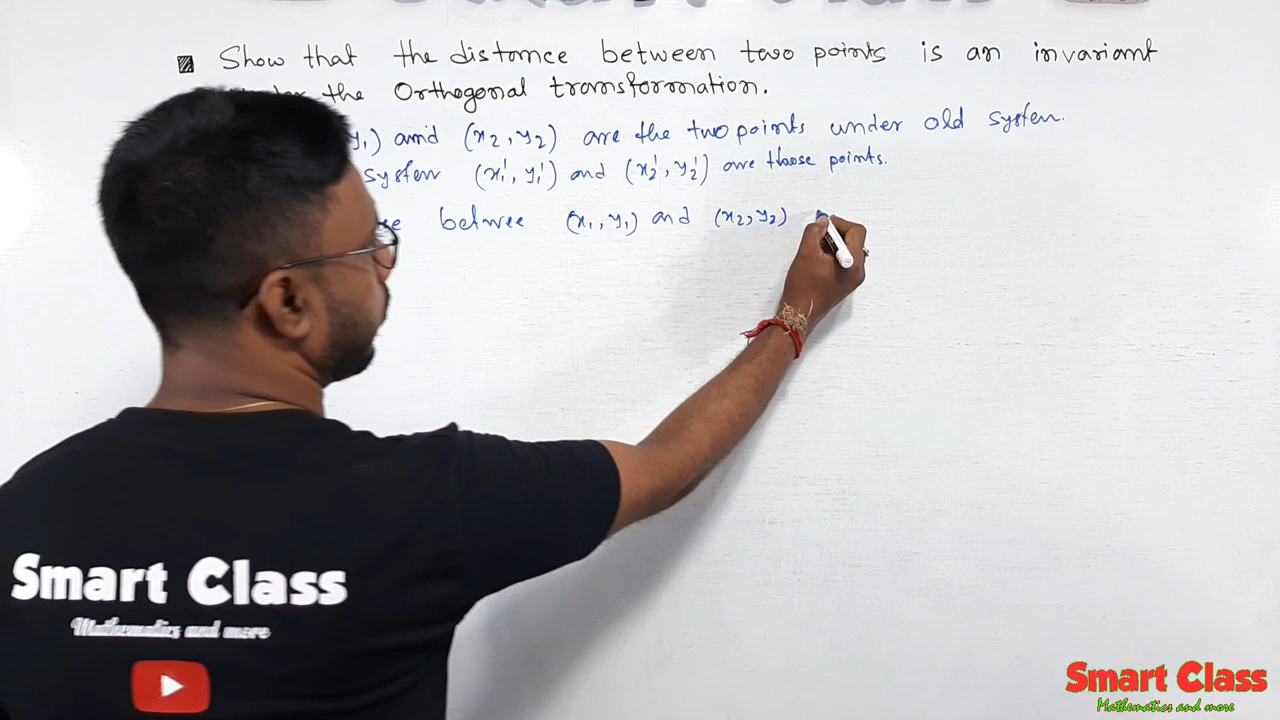 Show that the distance between two points is an invariant
the Orthogonal transformation.
y₁) and (x₂, y₂) are the two points under old system.
system (x₁', y₁') and (x₂', y₂') are those points.
betwee (x₁, y₁) and (x₂, y₂)
Smart Class
Mathematics and more
Smart Class
Mathematics and more